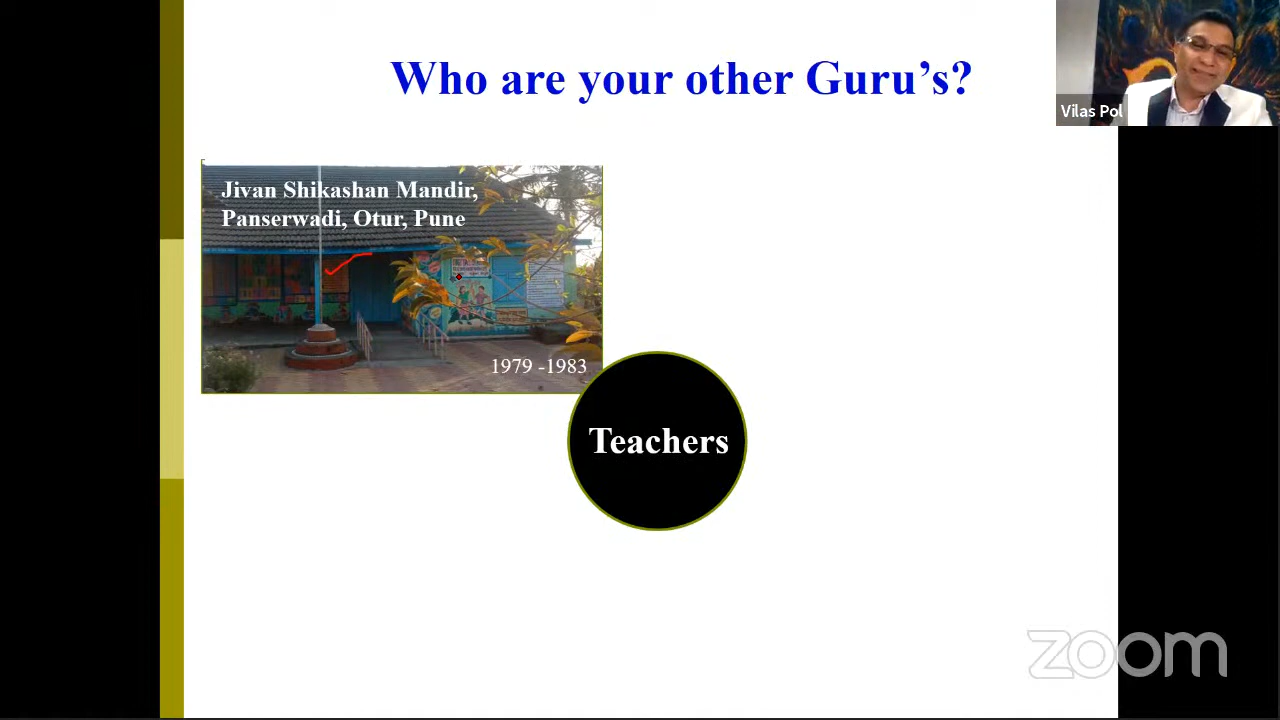 Who are your other Guru's?
Vilas Pol
Jivan Shikashan Mandir,
Panserwadi, Otur, Pune
1979 -1983
Teachers
zoom